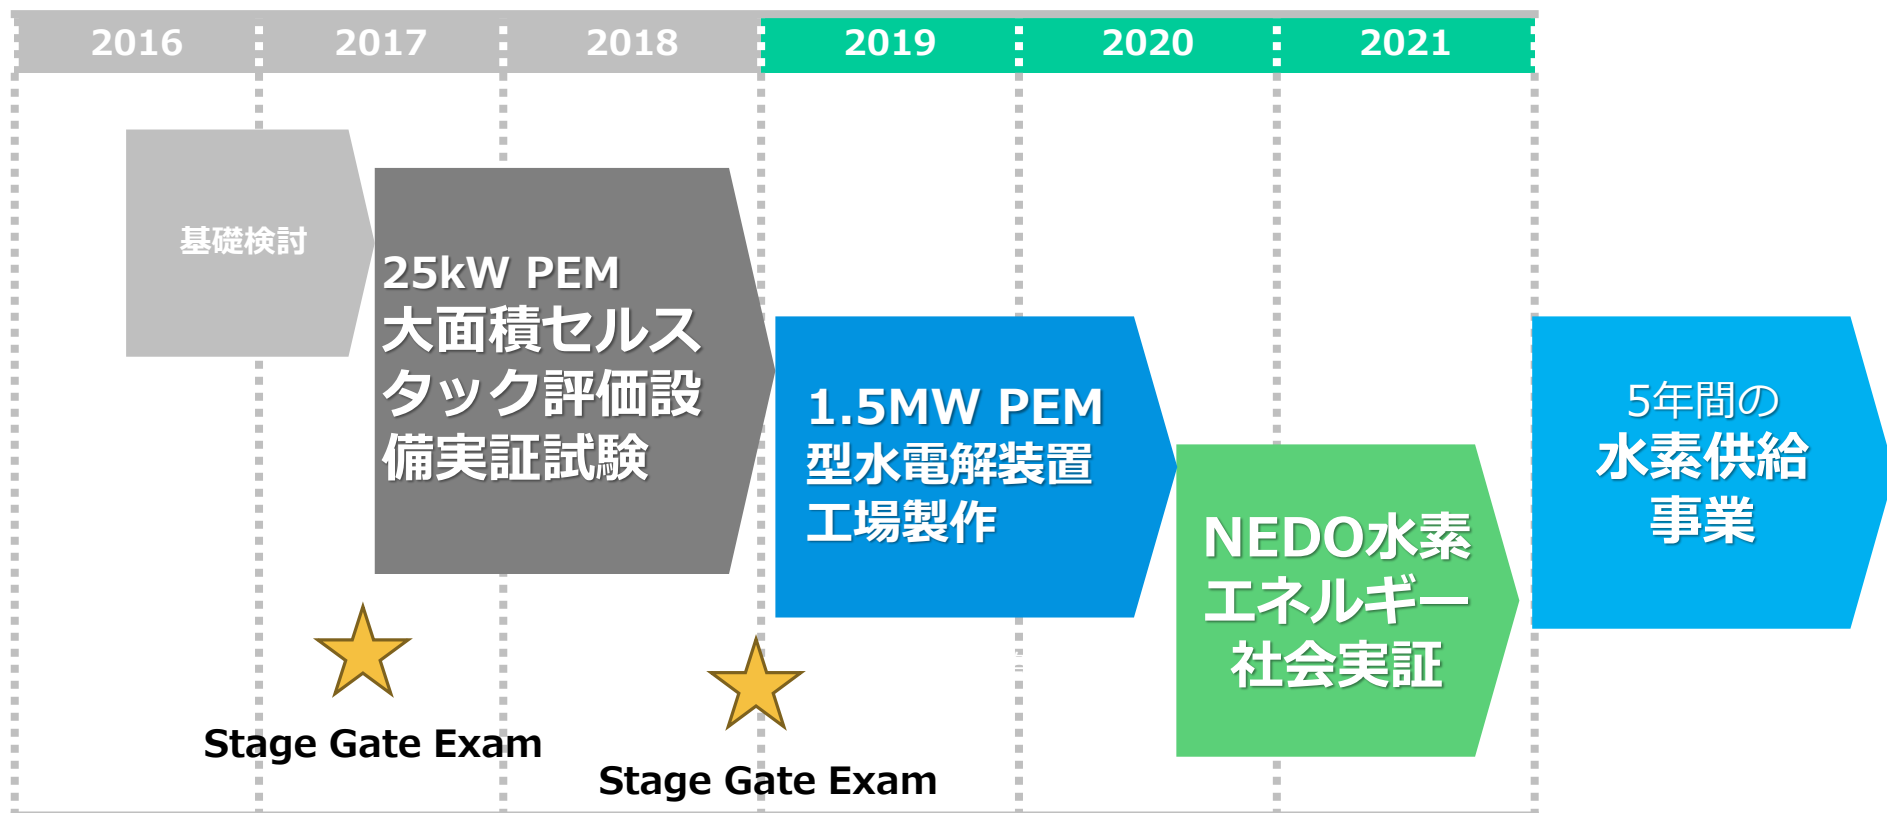 2016 2017 2018 2019 2020 2021
基礎検討
25kW PEM
大面積セルス
タック評価設
備実証試験
1.5MW PEM
型水電解装置
工場製作
NEDO水素
エネルギー
社会実証
5年間の
水素供給
事業
Stage Gate Exam
Stage Gate Exam